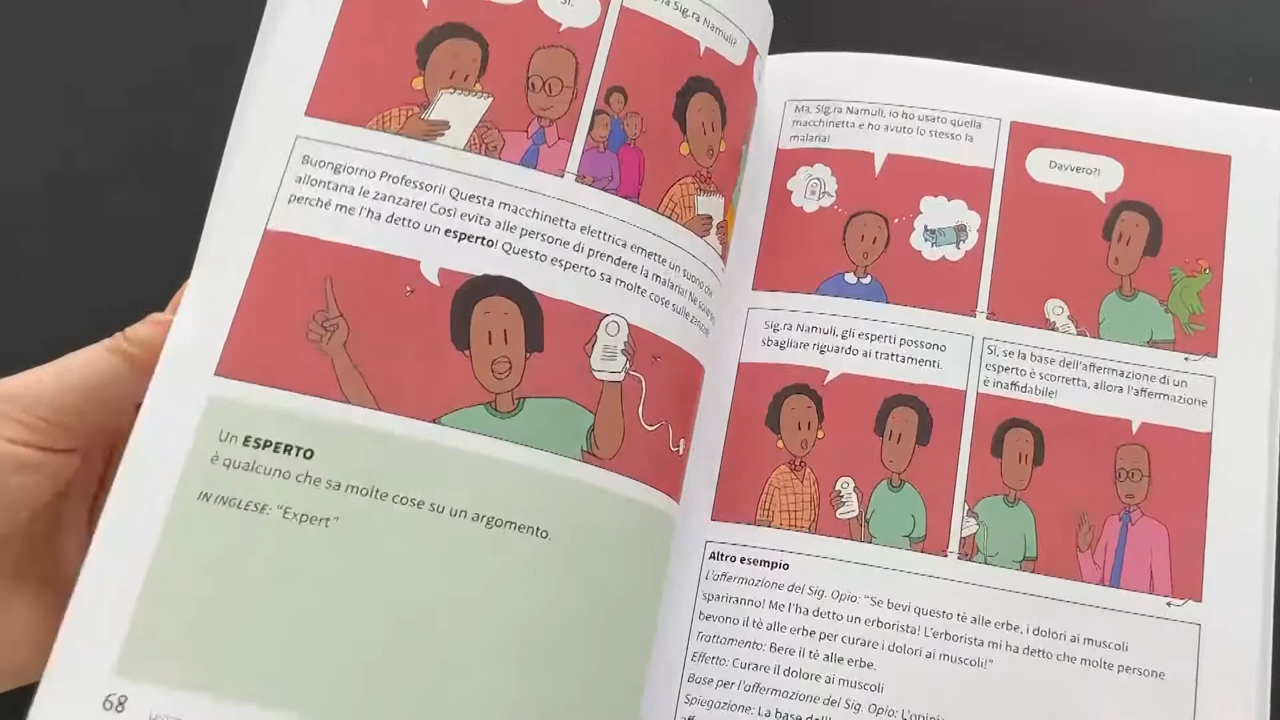 Sì.
la Sig.ra Namuli?
Buongiorno Professori! Questa macchinetta elettrica emette un suono che
allontana le zanzare! Così evita alle persone di prendere la malaria! Ne sono
perché me l'ha detto un esperto! Questo esperto sa molte cose sulle zanzare
Un ESPERTO
è qualcuno che sa molte cose su un argomento.
IN INGLESE: "Expert"
68
Ma, Sig.ra Namuli, io ho usato quella
macchinetta e ho avuto lo stesso la
malaria!
Davvero?!
Sig.ra Namuli, gli esperti possono
sbagliare riguardo ai trattamenti.
Sì, se la base dell'affermazione di un
esperto è scorretta, allora l'affermazione
è inaffidabile!
Altro esempio
L'affermazione del Sig. Opio: "Se bevi questo tè alle erbe, i dolori ai muscoli
spariranno! Me l'ha detto un erborista! L'erborista mi ha detto che molte persone
bevono il tè alle erbe per curare i dolori ai muscoli!"
Trattamento: Bere il tè alle erbe.
Effetto: Curare il dolore ai muscoli
Base per l'affermazione del Sig. Opio:
Spiegazione: La base